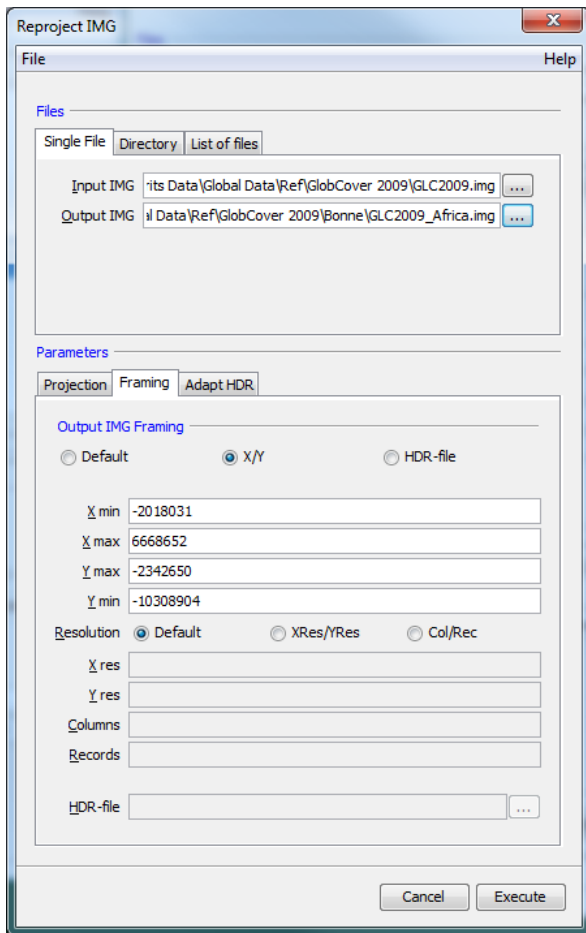 Reproject IMG
File Help
Files
Single File Directory List of files
Input IMG rits Data\Global Data\Ref\GlobCover 2009\GLC2009.img ...
Output IMG al Data\Ref\GlobCover 2009\Bonne\GLC2009_Africa.img ...
Parameters
Projection Framing Adapt HDR
Output IMG Framing
Default X/Y HDR-file
X min -2018031
X max 6668652
Y max -2342650
Y min -10308904
Resolution Default XRes/YRes Col/Rec
X res
Y res
Columns
Records
HDR-file ...
Cancel Execute